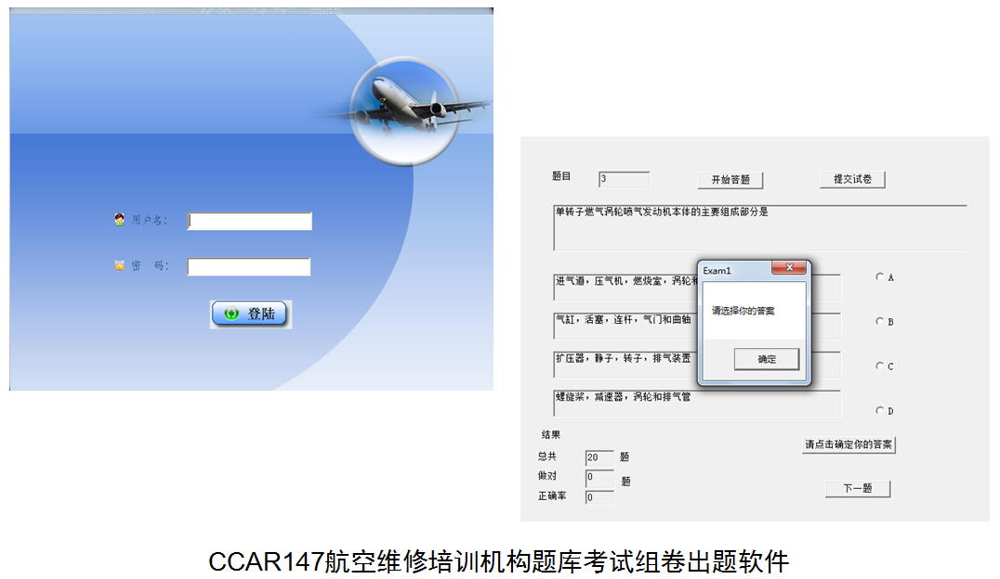 用户名：
密 码：
登陆
题目 3 开始答题 提交试卷
单转子燃气涡轮喷气发动机本体的主要组成部分是
进气道，压气机，燃烧室，涡轮和
A
气缸，活塞，连杆，气门和曲轴
B
扩压器，静子，转子，排气装置
C
螺旋桨，减速器，涡轮和排气管
D
Exam1
请选择你的答案
确定
结果
总共 20 题
做对 0 题
正确率 0
请点击确定你的答案
下一题
CCAR147航空维修培训机构题库考试组卷出题软件